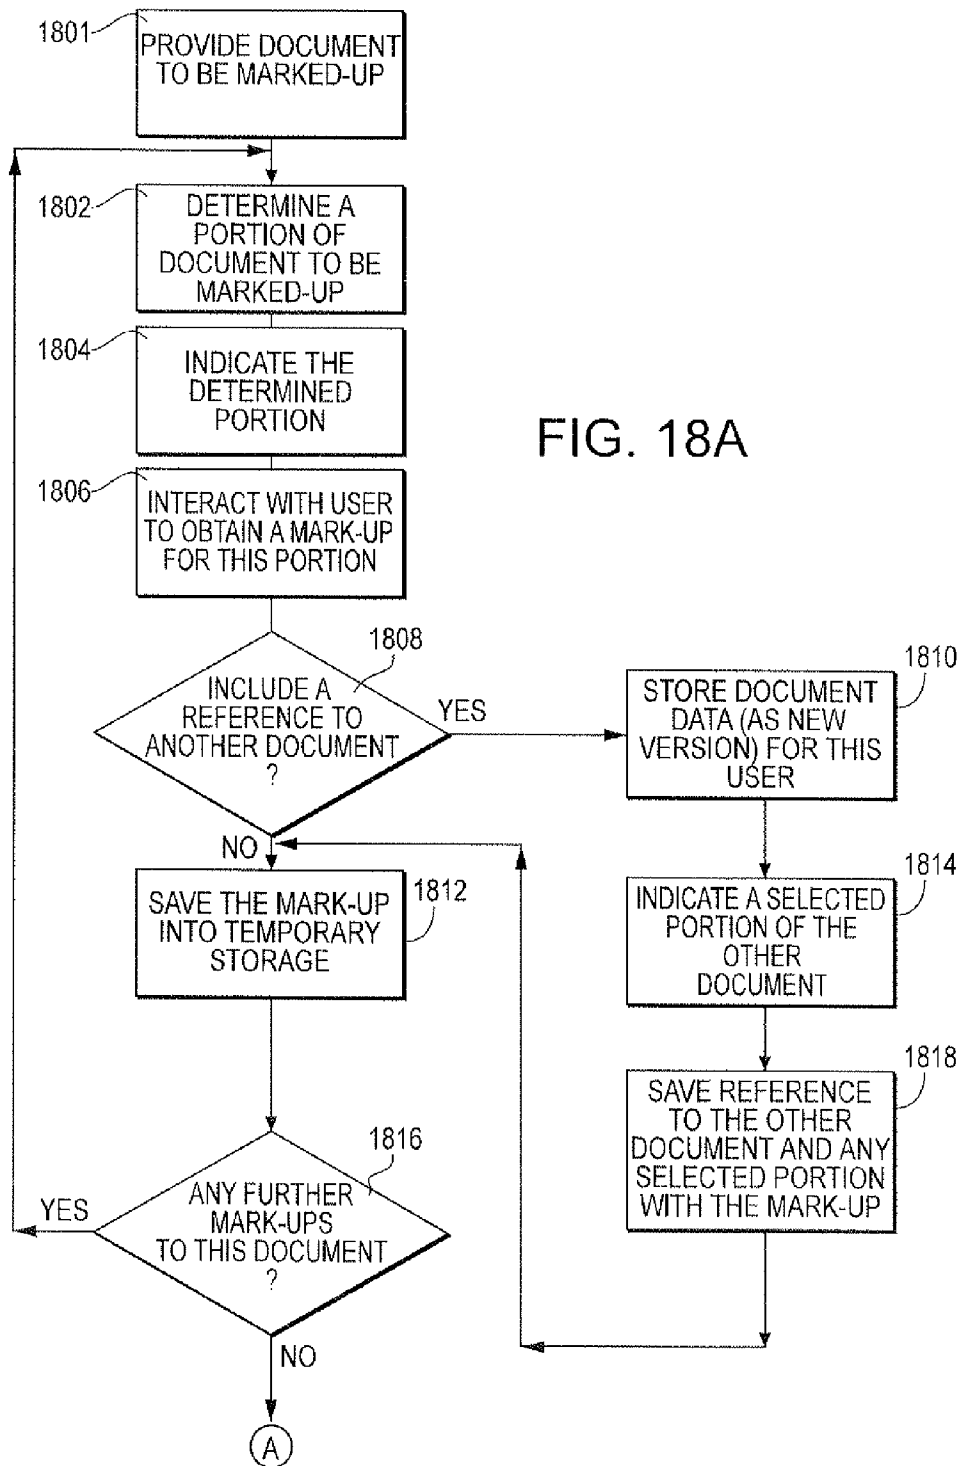 1801
PROVIDE DOCUMENT
TO BE MARKED-UP
1802
DETERMINE A
PORTION OF
DOCUMENT TO BE
MARKED-UP
1804
INDICATE THE
DETERMINED
PORTION
FIG. 18A
1806
INTERACT WITH USER
TO OBTAIN A MARK-UP
FOR THIS PORTION
1808
INCLUDE A
REFERENCE TO
ANOTHER DOCUMENT
?
YES
NO
1810
STORE DOCUMENT
DATA (AS NEW
VERSION) FOR THIS
USER
1812
SAVE THE MARK-UP
INTO TEMPORARY
STORAGE
1814
INDICATE A SELECTED
PORTION OF THE
OTHER
DOCUMENT
1818
SAVE REFERENCE
TO THE OTHER
DOCUMENT AND ANY
SELECTED PORTION
WITH THE MARK-UP
1816
ANY FURTHER
MARK-UPS
TO THIS DOCUMENT
?
YES
NO
A